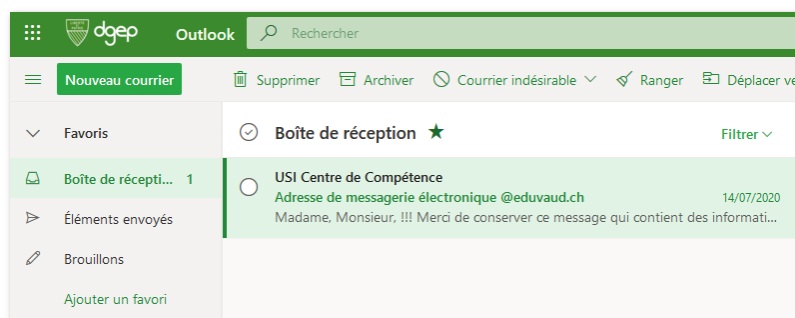 dgep
Outlook
Rechercher
Nouveau courrier
Supprimer
Archiver
Courrier indésirable
Ranger
Déplacer ve
Favoris
Boîte de réception
Filtrer
Boîte de récepti... 1
USI Centre de Compétence
Adresse de messagerie électronique @eduvaud.ch 14/07/2020
Madame, Monsieur, !!! Merci de conserver ce message qui contient des informati...
Éléments envoyés
Brouillons
Ajouter un favori